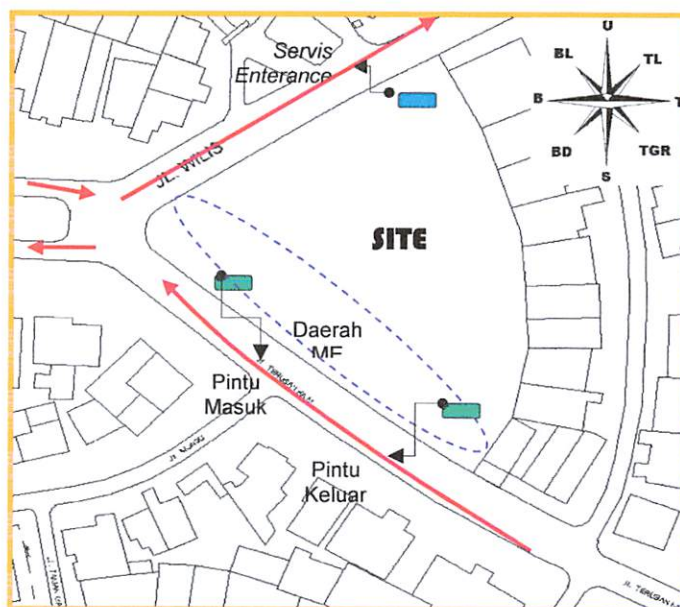 U
BL
TL
B
T
BD
TGR
S
Servis
Enterance
JL. WILIS
SITE
Daerah
ME
Pintu
Masuk
Pintu
Keluar